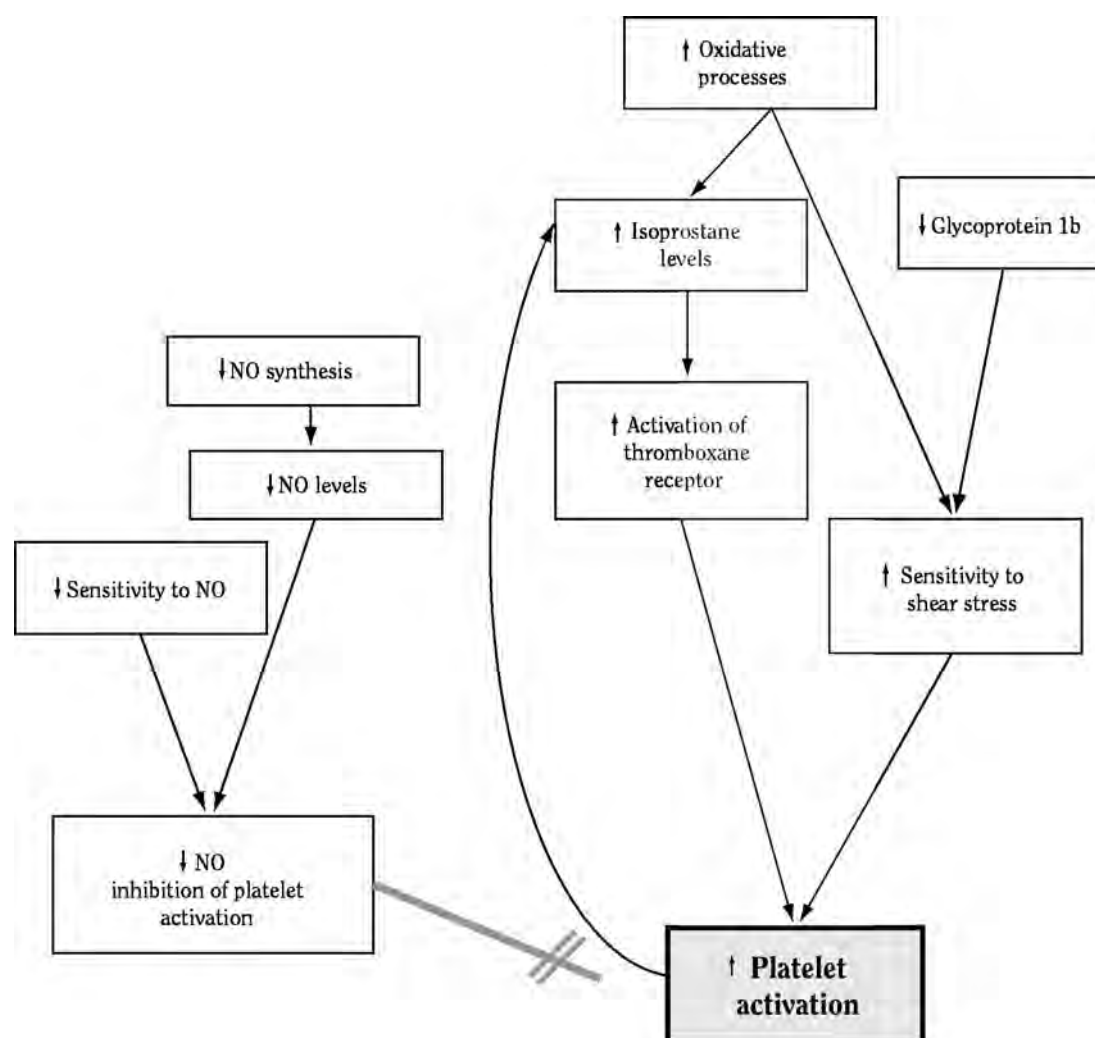 ↑ Oxidative
processes
↑ Isoprostane
levels
↓ Glycoprotein 1b
↓ NO synthesis
↑ Activation of
thromboxane
receptor
↓ NO levels
↓ Sensitivity to NO
↑ Sensitivity to
shear stress
↓ NO
inhibition of platelet
activation
↑ Platelet
activation